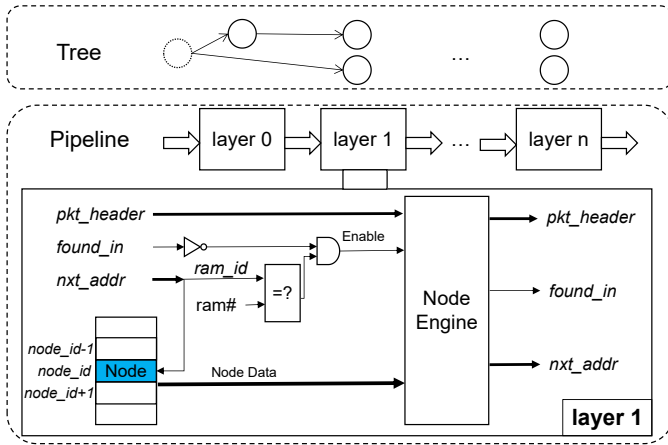 Tree
...
Pipeline
layer 0
layer 1
...
layer n
pkt_header
found_in
nxt_addr
ram_id
ram#
=?
Enable
node_id-1
node_id
node_id+1
Node
Node Data
Node
Engine
pkt_header
found_in
nxt_addr
layer 1